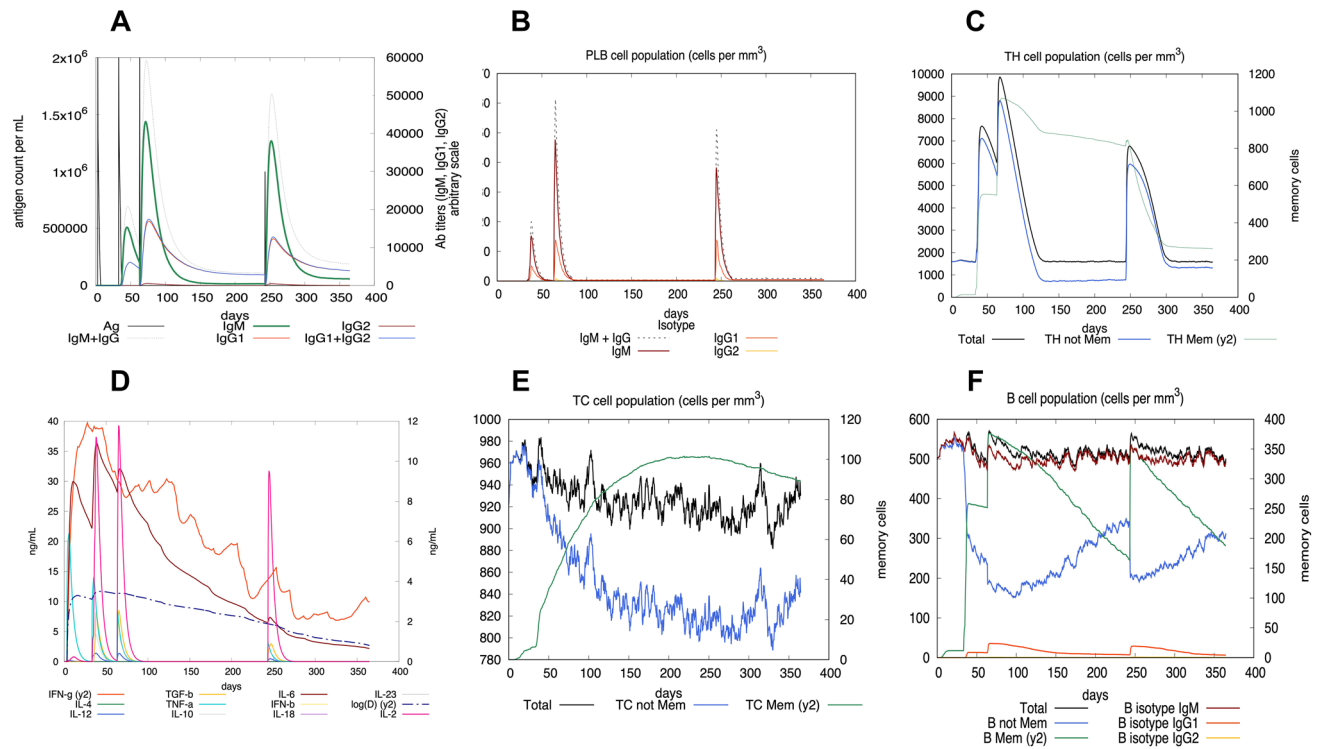 A
B
C
PLB cell population (cells per mm³)
TH cell population (cells per mm³)
antigen count per mL
2x10⁶
1.5x10⁶
1x10⁶
500000
0
60000
50000
40000
30000
20000
10000
0
Ab titers (IgM, IgG1, IgG2)
arbitrary scale
0 50 100 150 200 250 300 350 400
days
Ag IgM IgG2
IgM+IgG IgG1 IgG1+IgG2
0
0 50 100 150 200 250 300 350 400
days
Isotype
IgM + IgG IgG1
IgM IgG2
10000
9000
8000
7000
6000
5000
4000
3000
2000
1000
0
1200
1000
800
600
400
200
0
memory cells
0 50 100 150 200 250 300 350 400
days
Total TH not Mem TH Mem (y2)
D
E
F
TC cell population (cells per mm³)
B cell population (cells per mm³)
ng/mL
40
35
30
25
20
15
10
5
0
12
10
8
6
4
2
0
ng/mL
0 50 100 150 200 250 300 350 400
days
IFN-g (y2) TGF-b IL-6 IL-23
IL-4 TNF-a IFN-b log(D) (y2)
IL-12 IL-10 IL-18 IL-2
1000
980
960
940
920
900
880
860
840
820
800
780
120
100
80
60
40
20
0
memory cells
0 50 100 150 200 250 300 350 400
days
Total TC not Mem TC Mem (y2)
600
500
400
300
200
100
0
400
350
300
250
200
150
100
50
0
memory cells
0 50 100 150 200 250 300 350 400
days
Total B isotype IgM
B not Mem B isotype IgG1
B Mem (y2) B isotype IgG2